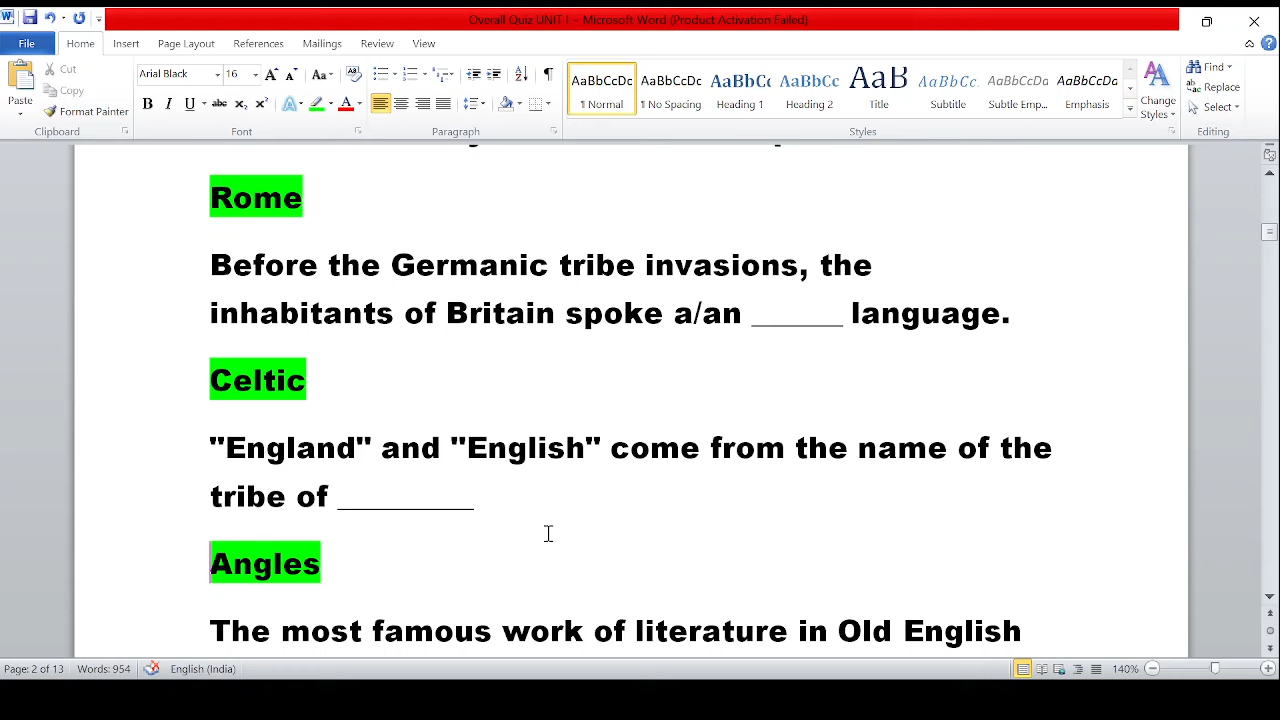 Overall Quiz UNIT I - Microsoft Word (Product Activation Failed)
File Home Insert Page Layout References Mailings Review View
Cut
Copy
Format Painter
Paste
Clipboard
Arial Black 16
Font
Paragraph
AaBbCcDc AaBbCcDc AaBbCc AaBbCc AaB AaBbCc. AaBbCcDc AaBbCcDc
¶ Normal ¶ No Spacing Heading 1 Heading 2 Title Subtitle Subtle Em... Emphasis
Change
Styles
Styles
Find
Replace
Select
Editing
Rome
Before the Germanic tribe invasions, the
inhabitants of Britain spoke a/an ______ language.
Celtic
"England" and "English" come from the name of the
tribe of _________
Angles
The most famous work of literature in Old English
Page: 2 of 13 Words: 954 English (India) 140%